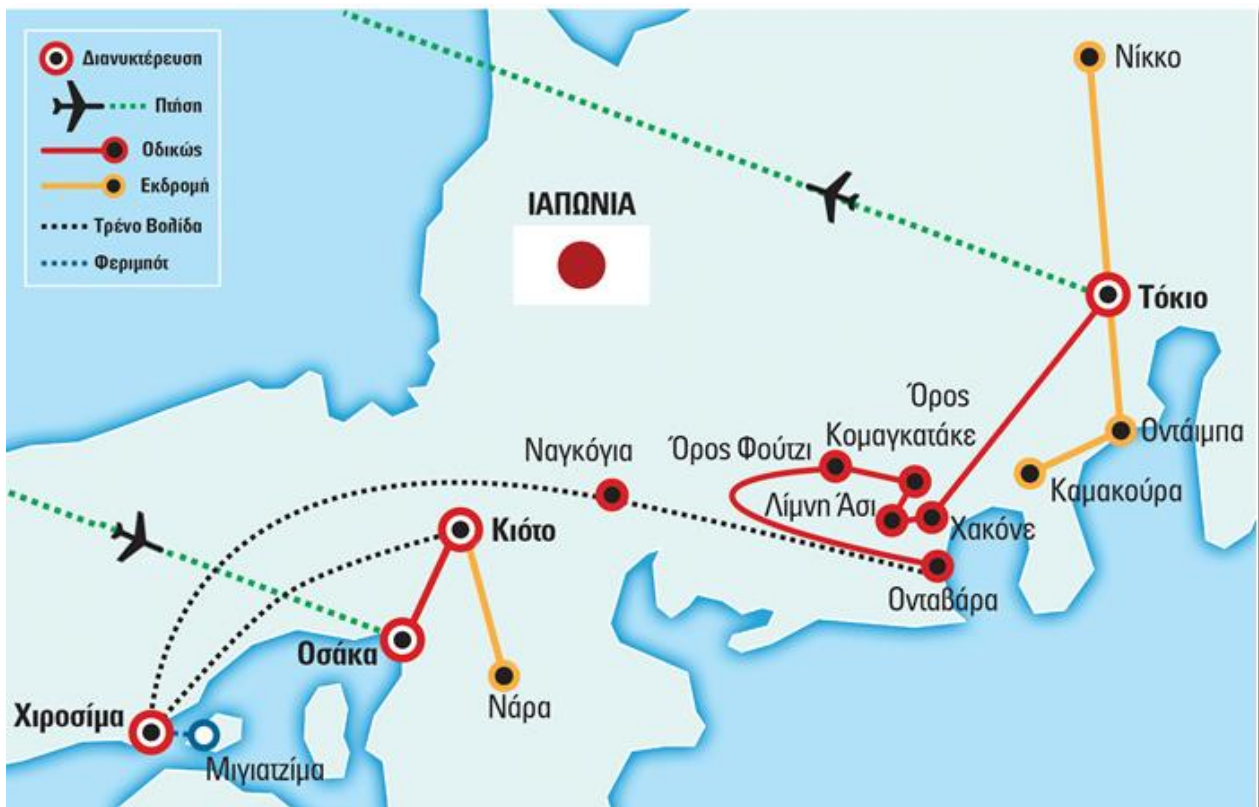 Διανυκτέρευση
Πτήση
Οδικώς
Εκδρομή
Τρένο Βολίδα
Φεριμπότ
ΙΑΠΩΝΙΑ
Νίκκο
Τόκιο
Οντάιμπα
Καμακούρα
Όρος
Κομαγκατάκε
Όρος Φούτζι
Λίμνη Άσι
Χακόνε
Ονταβάρα
Ναγκόγια
Κιότο
Οσάκα
Νάρα
Χιροσίμα
Μιγιατζίμα